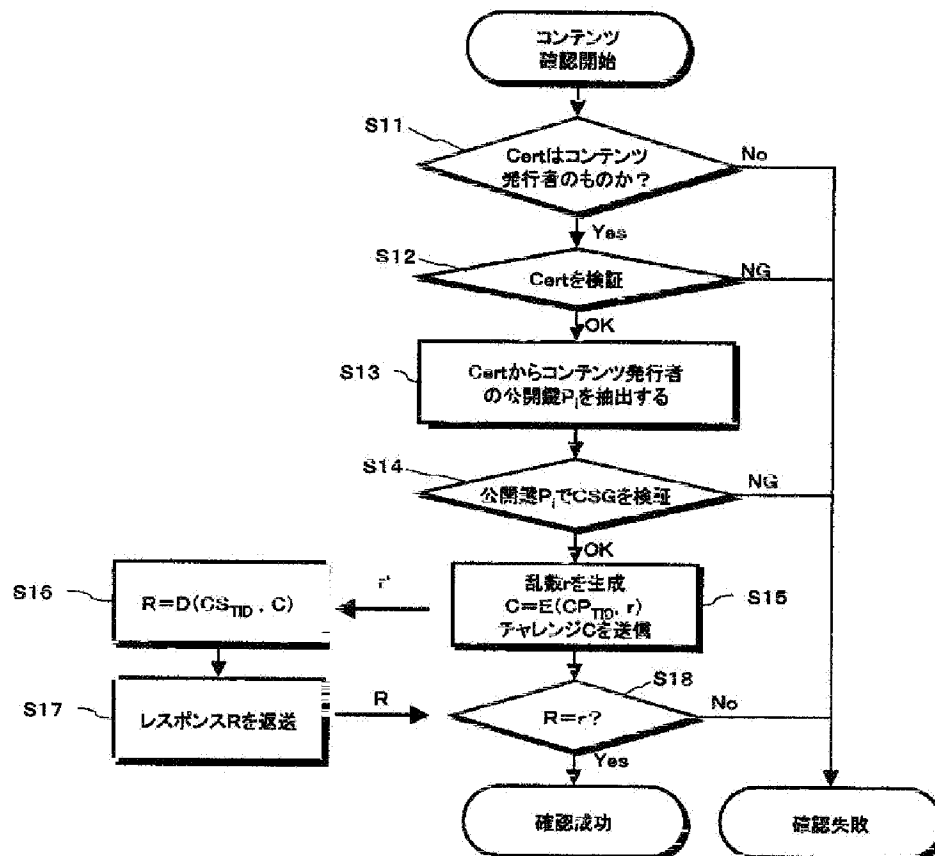 コンテンツ
確認開始
S11
Certはコンテンツ
発行者のものか？
No
Yes
S12
Certを検証
NG
OK
S13
Certからコンテンツ発行者
の公開鍵Piを抽出する
S14
公開鍵PiでCSGを検証
NG
OK
S16
R=D(CSTID, C)
r'
乱数rを生成
C=E(CPTID, r)
チャレンジCを送信
S15
S17
レスポンスRを返送
R
S18
R=r?
No
Yes
確認成功
確認失敗